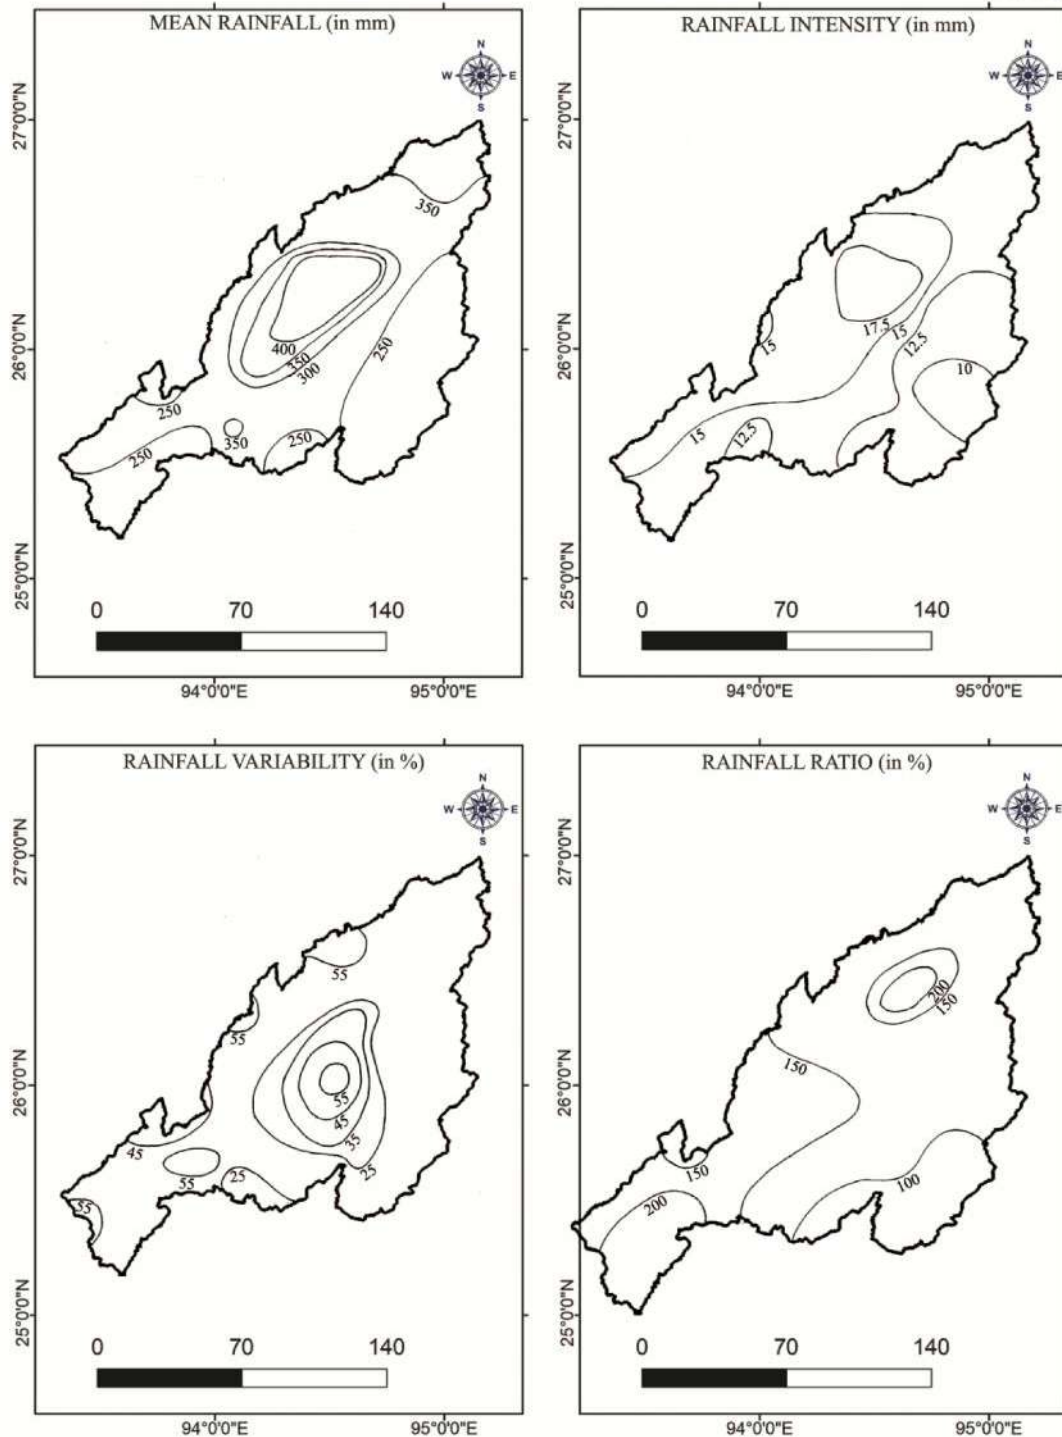 MEAN RAINFALL (in mm)
N
W E
S
27°0'0"N
26°0'0"N
25°0'0"N
350
400
350
300
250
250
250
350
250
0 70 140
94°0'0"E 95°0'0"E
RAINFALL INTENSITY (in mm)
N
W E
S
27°0'0"N
26°0'0"N
25°0'0"N
17.5
15
15
12.5
10
15
12.5
0 70 140
94°0'0"E 95°0'0"E
RAINFALL VARIABILITY (in %)
N
W E
S
27°0'0"N
26°0'0"N
25°0'0"N
55
55
55
45
35
25
45
55
25
55
0 70 140
94°0'0"E 95°0'0"E
RAINFALL RATIO (in %)
N
W E
S
27°0'0"N
26°0'0"N
25°0'0"N
200
150
150
150
200
100
0 70 140
94°0'0"E 95°0'0"E